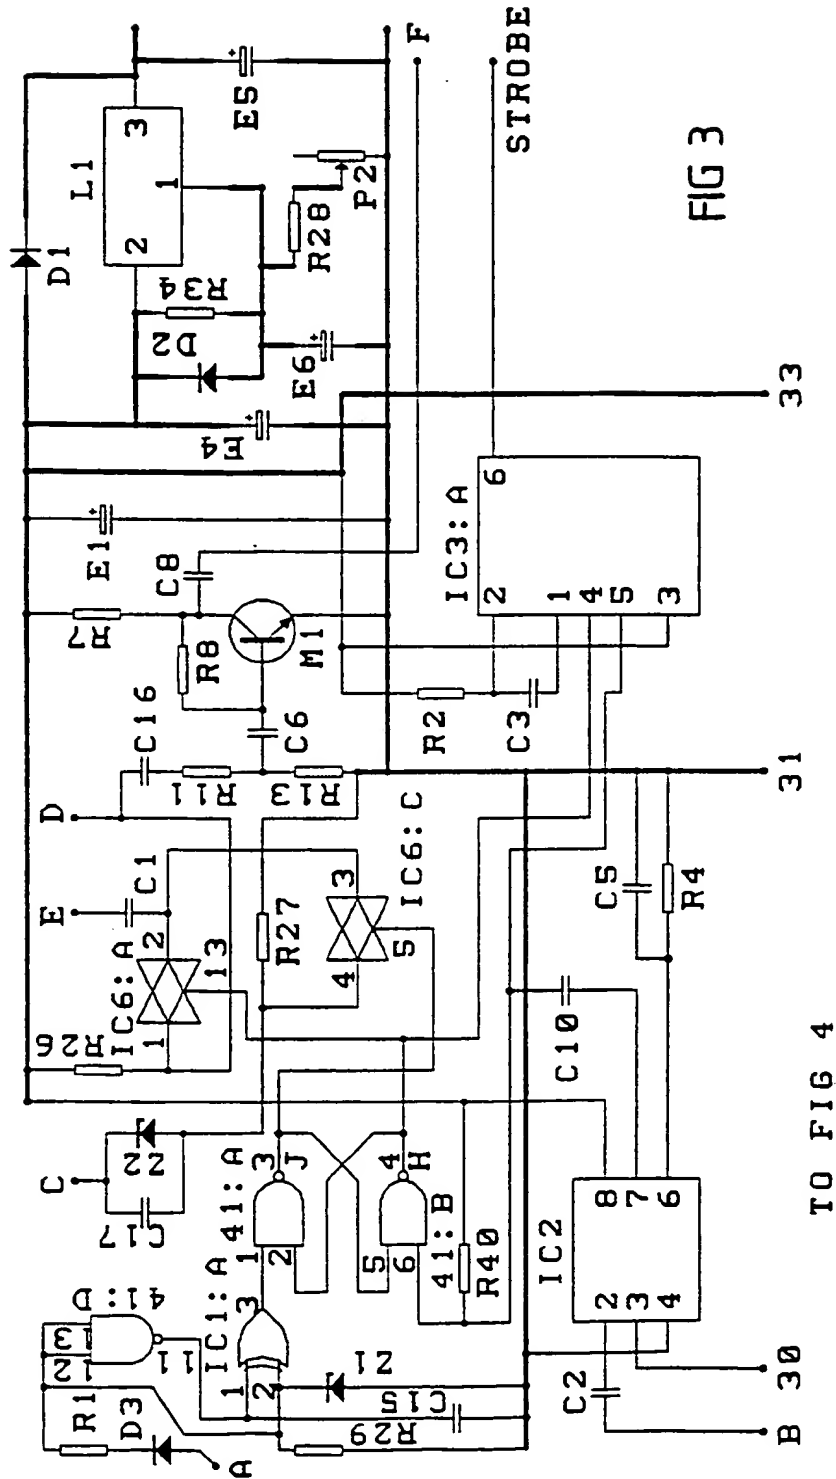 A
D3
R1
12
13
11
41:D
C17
C
Z2
R26
E
C1
D
C16
R7
E1
D1
C8
R8
M1
E4
D2
R34
E6
2
L1
3
1
R28
P2
E5
F
STROBE
IC1:A
1
2
3
Z1
C15
R29
41:A
1
2
3
J
5
6
4
H
41:B
R40
IC6:A
1
2
13
R27
4
3
5
IC6:C
R11
R13
C6
R2
C3
IC3:A
2
1
4
5
3
6
33
31
C5
R4
C10
IC2
2
3
4
8
7
6
C2
B
30
TO FIG 4
FIG 3